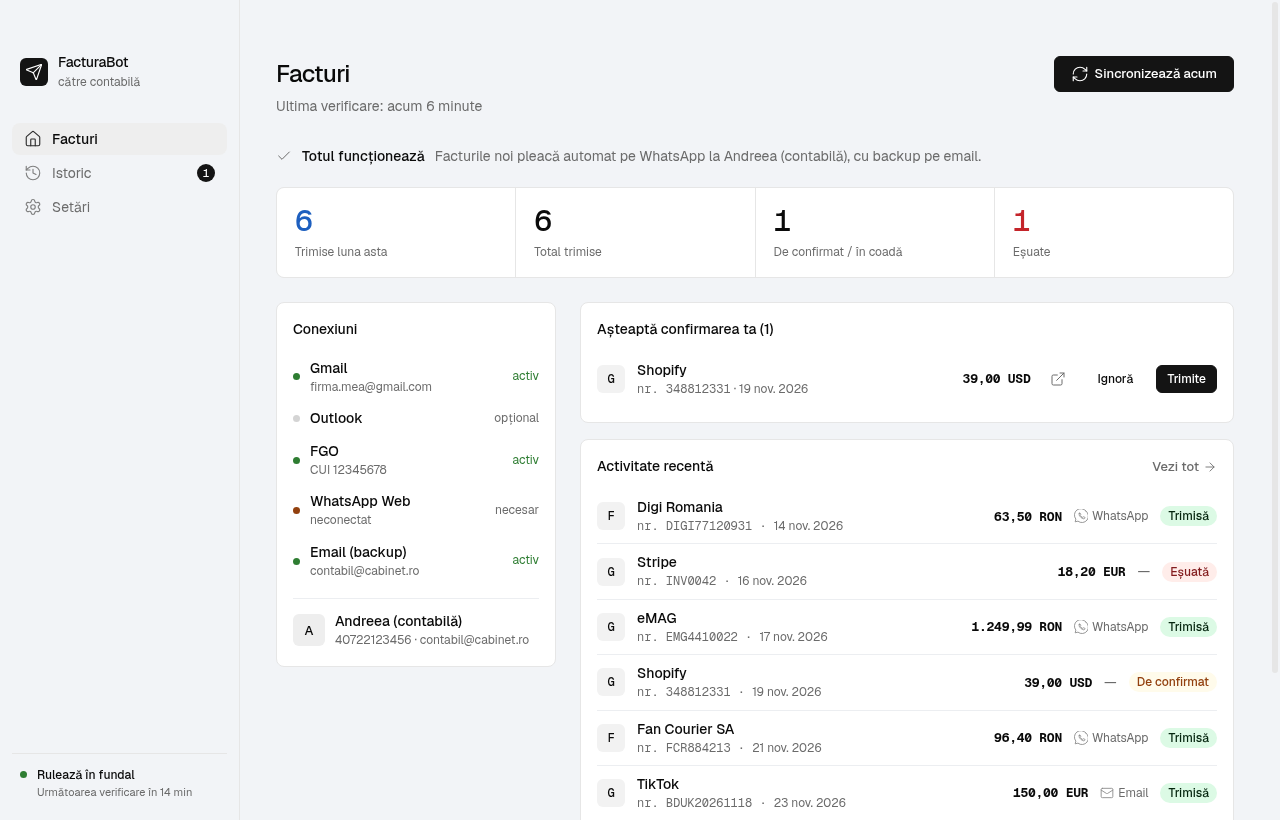 FacturaBot
către contabilă
Facturi
Istoric
1
Setări
Rulează în fundal
Următoarea verificare în 14 min
Facturi
Ultima verificare: acum 6 minute
Sincronizează acum
Totul funcționează Facturile noi pleacă automat pe WhatsApp la Andreea (contabilă), cu backup pe email.
6
Trimise luna asta
6
Total trimise
1
De confirmat / în coadă
1
Eșuate
Conexiuni
Gmail
firma.mea@gmail.com
activ
Outlook
opțional
FGO
CUI 12345678
activ
WhatsApp Web
neconectat
necesar
Email (backup)
contabil@cabinet.ro
activ
A
Andreea (contabilă)
40722123456 · contabil@cabinet.ro
Așteaptă confirmarea ta (1)
G
Shopify
nr. 348812331 · 19 nov. 2026
39,00 USD
Ignoră
Trimite
Activitate recentă
Vezi tot →
F
Digi Romania
nr. DIGI77120931 · 14 nov. 2026
63,50 RON
WhatsApp
Trimisă
G
Stripe
nr. INV0042 · 16 nov. 2026
18,20 EUR
—
Eșuată
G
eMAG
nr. EMG4410022 · 17 nov. 2026
1.249,99 RON
WhatsApp
Trimisă
G
Shopify
nr. 348812331 · 19 nov. 2026
39,00 USD
—
De confirmat
F
Fan Courier SA
nr. FCR884213 · 21 nov. 2026
96,40 RON
WhatsApp
Trimisă
G
TikTok
nr. BDUK20261118 · 23 nov. 2026
150,00 EUR
Email
Trimisă